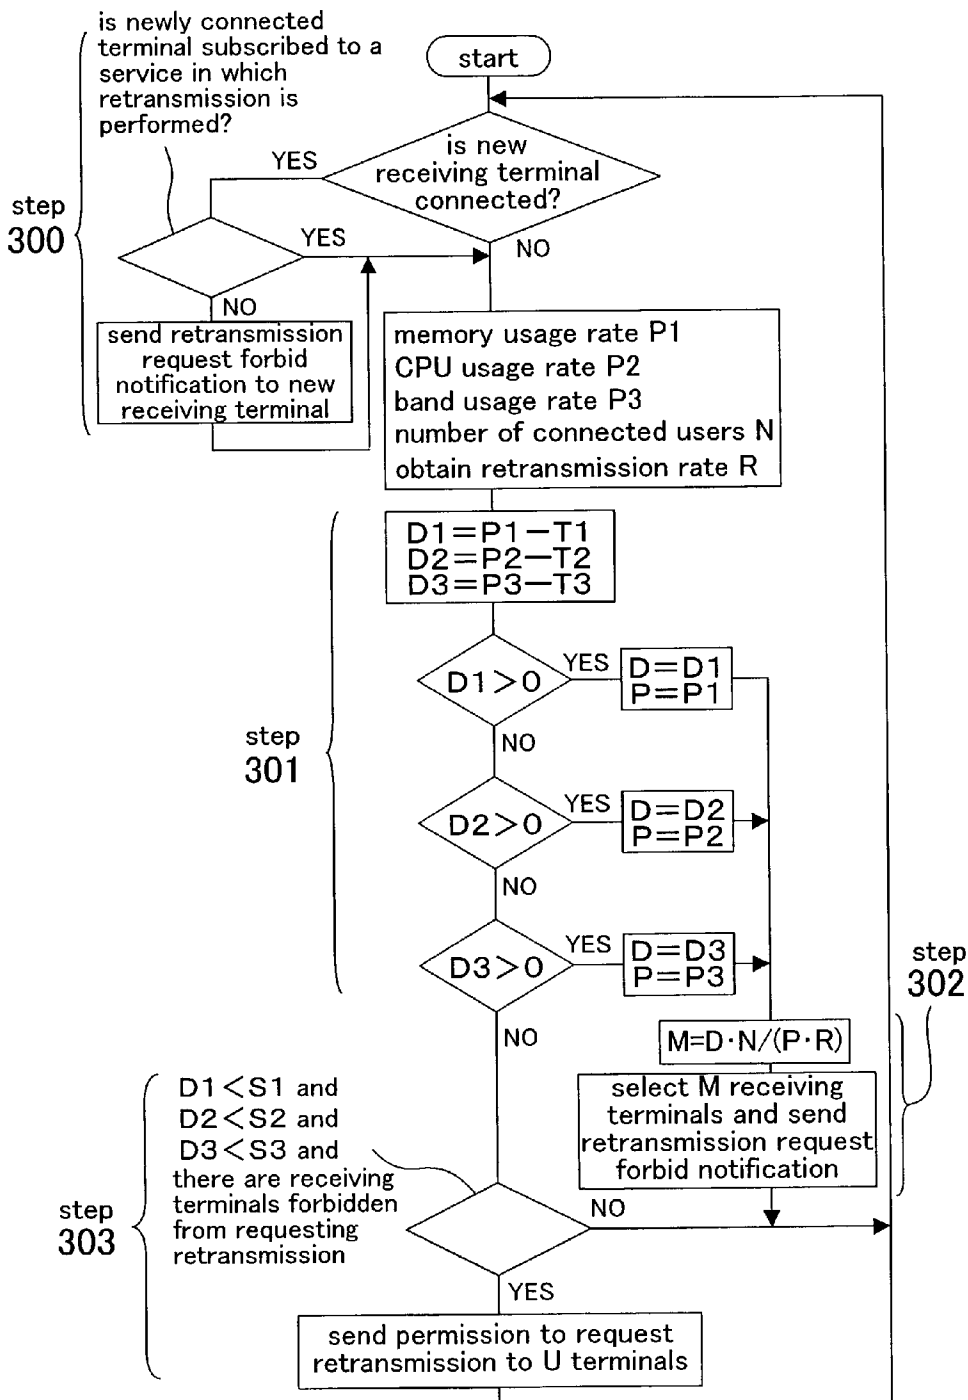 is newly connected
terminal subscribed to a
service in which
retransmission is
performed?
start
is new
receiving terminal
connected?
YES
NO
step
300
YES
NO
send retransmission
request forbid
notification to new
receiving terminal
memory usage rate P1
CPU usage rate P2
band usage rate P3
number of connected users N
obtain retransmission rate R
D1=P1-T1
D2=P2-T2
D3=P3-T3
step
301
D1>0
YES
D=D1
P=P1
NO
D2>0
YES
D=D2
P=P2
NO
D3>0
YES
D=D3
P=P3
NO
step
302
M=D·N/(P·R)
select M receiving
terminals and send
retransmission request
forbid notification
step
303
D1<S1 and
D2<S2 and
D3<S3 and
there are receiving
terminals forbidden
from requesting
retransmission
NO
YES
send permission to request
retransmission to U terminals